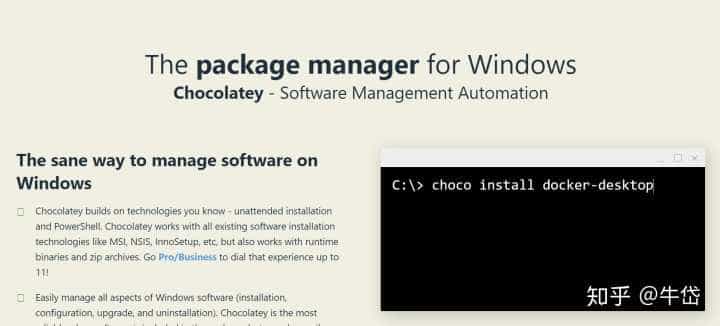 The package manager for Windows
Chocolatey - Software Management Automation
The sane way to manage software on
Windows
Chocolatey builds on technologies you know - unattended installation
and PowerShell. Chocolatey works with all existing software installation
technologies like MSI, NSIS, InnoSetup, etc, but also works with runtime
binaries and zip archives. Go Pro/Business to dial that experience up to
11!
Easily manage all aspects of Windows software (installation,
configuration, upgrade, and uninstallation). Chocolatey is the most
C:\> choco install docker-desktop
知乎 @牛岱